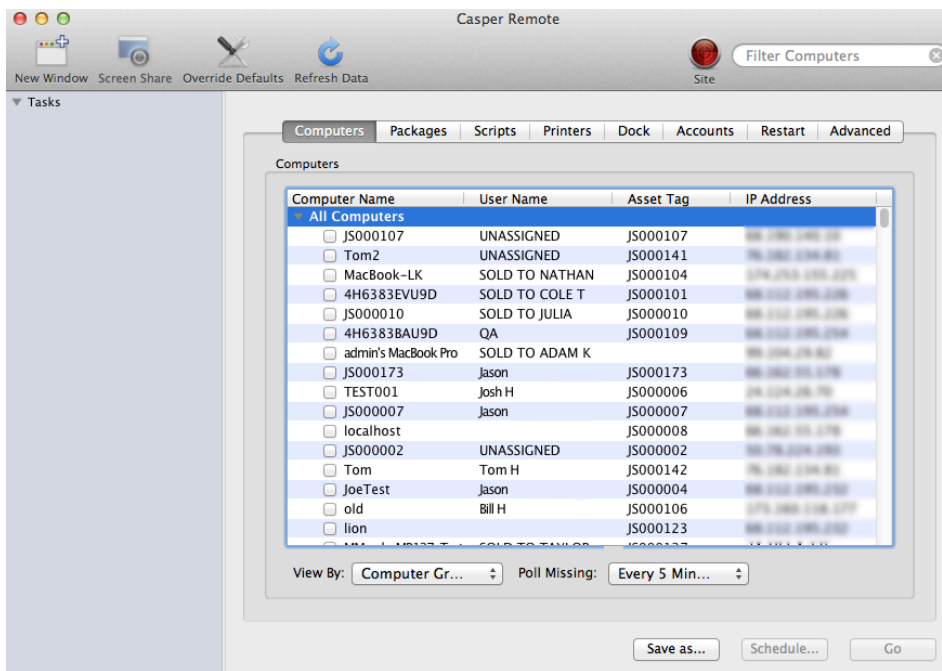 Casper Remote
New Window Screen Share Override Defaults Refresh Data Site Filter Computers
Tasks
Computers Packages Scripts Printers Dock Accounts Restart Advanced
Computers
Computer Name User Name Asset Tag IP Address
All Computers
JS000107 UNASSIGNED JS000107
Tom2 UNASSIGNED JS000141
MacBook-LK SOLD TO NATHAN JS000104
4H6383EVU9D SOLD TO COLE T JS000101
JS000010 SOLD TO JULIA JS000010
4H6383BAU9D QA JS000109
admin's MacBook Pro SOLD TO ADAM K
JS000173 Jason JS000173
TEST001 Josh H JS000006
JS000007 Jason JS000007
localhost JS000008
JS000002 UNASSIGNED JS000002
Tom Tom H JS000142
JoeTest Jason JS000004
old Bill H JS000106
lion JS000123
View By: Computer Gr... Poll Missing: Every 5 Min...
Save as... Schedule... Go